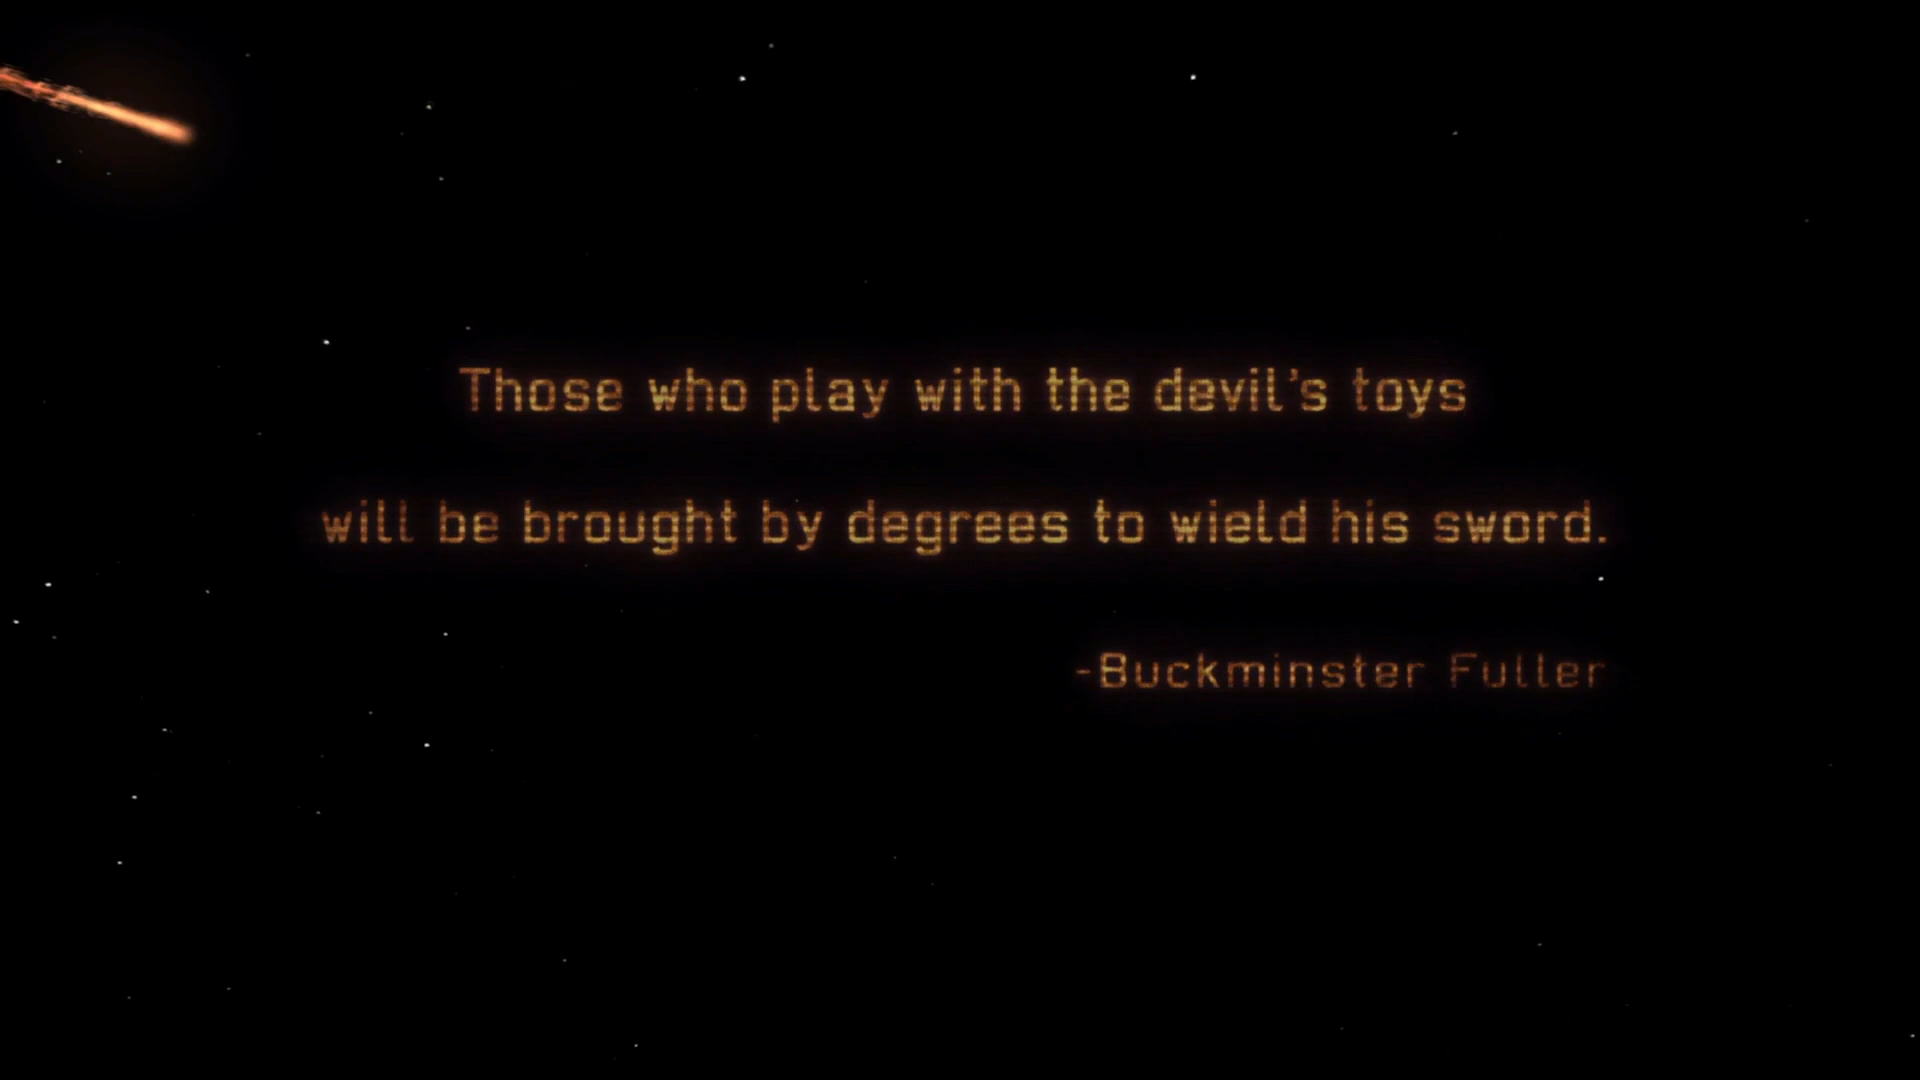 Those who play with the devil's toys
will be brought by degrees to wield his sword.
-Buckminster Fuller